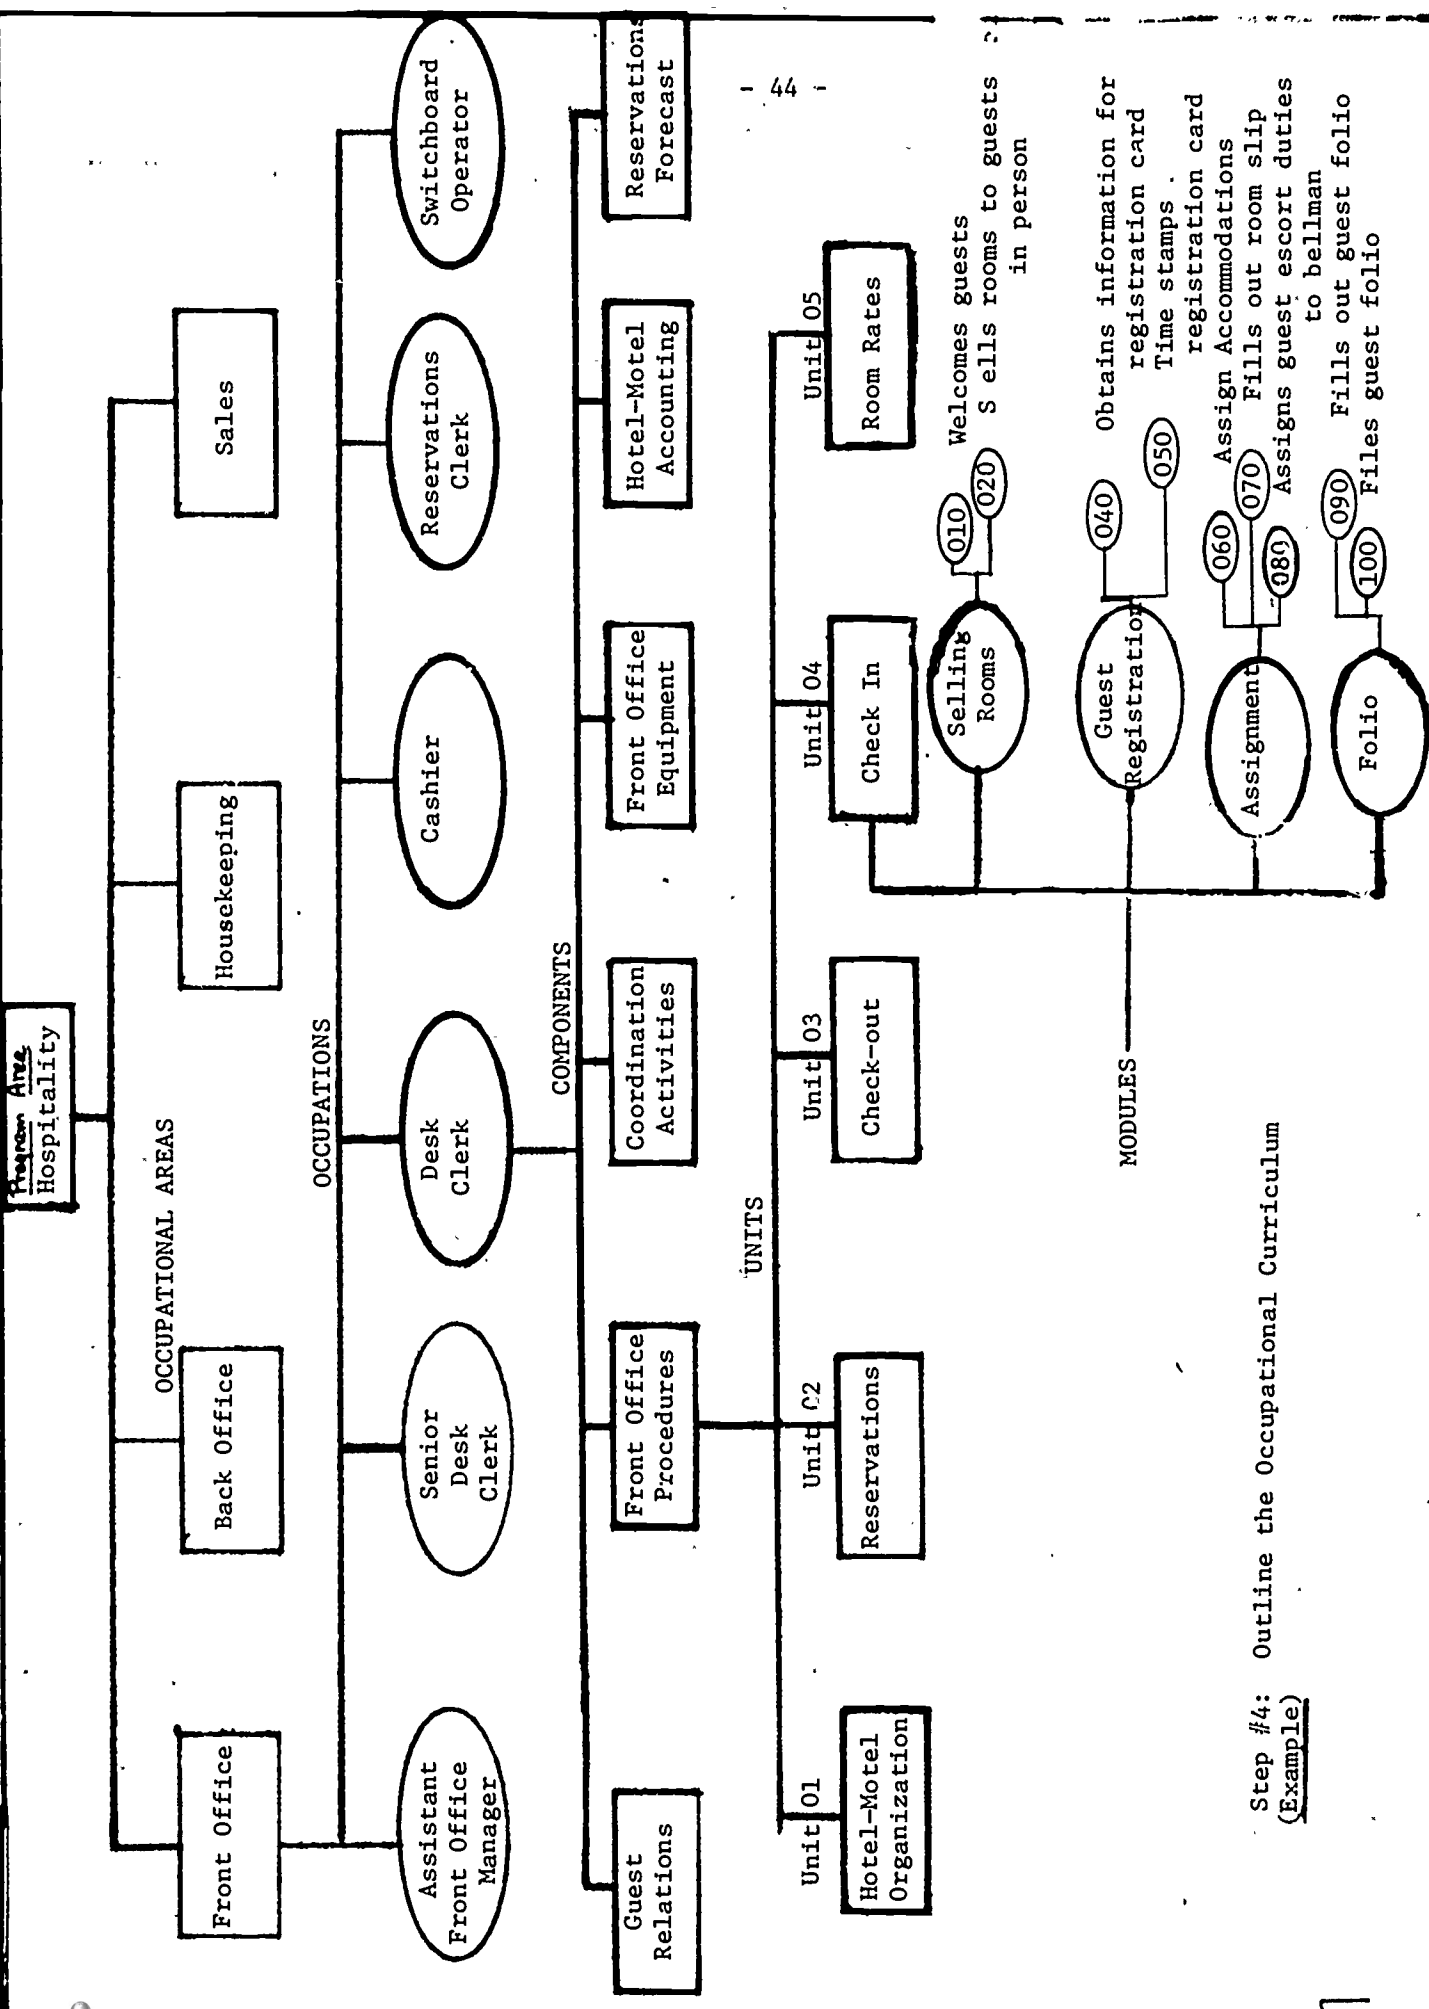 Program Area
Hospitality
OCCUPATIONAL AREAS
Front Office
Back Office
Housekeeping
Sales
OCCUPATIONS
Assistant
Front Office
Manager
Senior
Desk
Clerk
Desk
Clerk
Cashier
Reservations
Clerk
Switchboard
Operator
COMPONENTS
Guest
Relations
Front Office
Procedures
Coordination
Activities
Front Office
Equipment
Hotel-Motel
Accounting
Reservations
Forecast
- 44 -
UNITS
Unit 01
Hotel-Motel
Organization
Unit 02
Reservations
Unit 03
Check-out
Unit 04
Check In
Unit 05
Room Rates
MODULES
Selling
Rooms
010 Welcomes guests
020 S ells rooms to guests
in person
Guest
Registration
040 Obtains information for
registration card
050 Time stamps
registration card
Assignment
060 Assign Accommodations
070 Fills out room slip
080 Assigns guest escort duties
to bellman
Folio
090 Fills out guest folio
100 Files guest folio
Step #4: Outline the Occupational Curriculum
(Example)